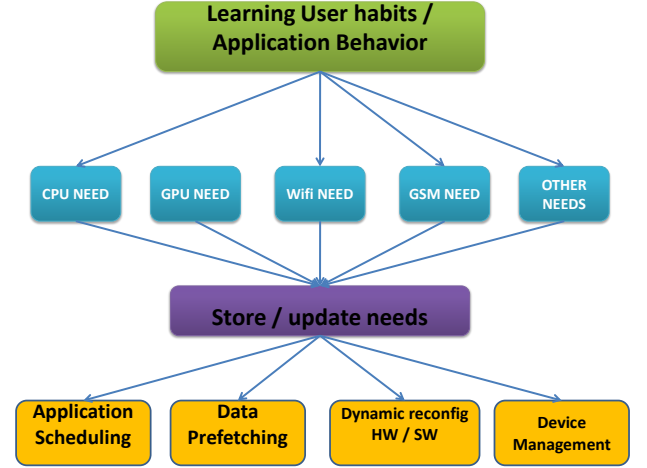 Learning User habits /
Application Behavior
CPU NEED
GPU NEED
Wifi NEED
GSM NEED
OTHER
NEEDS
Store / update needs
Application
Scheduling
Data
Prefetching
Dynamic reconfig
HW / SW
Device
Management